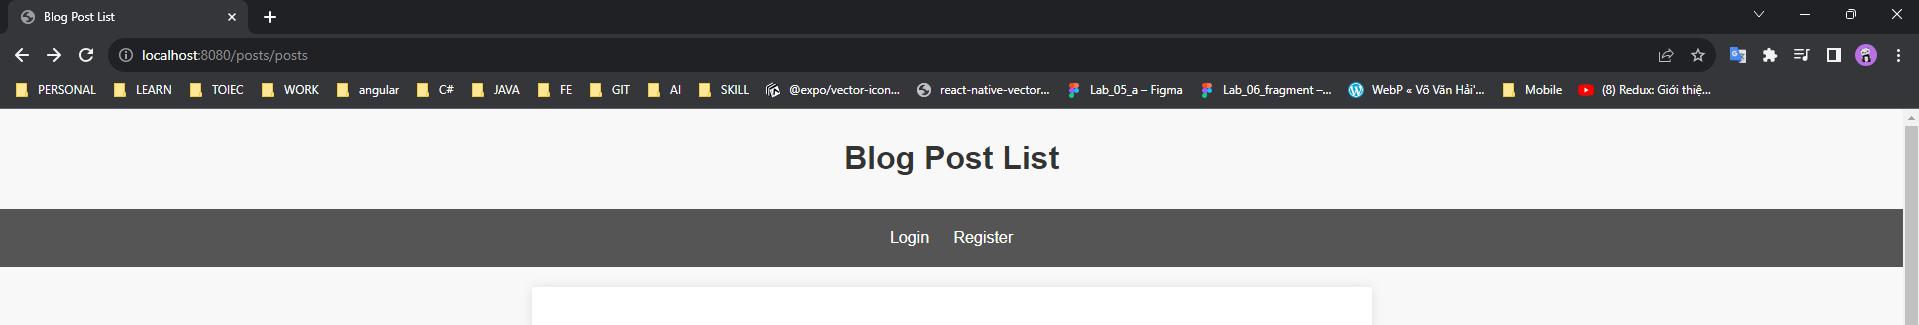 Blog Post List
localhost:8080/posts/posts
PERSONAL LEARN TOIEC WORK angular C# JAVA FE GIT AI SKILL @expo/vector-icon... react-native-vector... Lab_05_a – Figma Lab_06_fragment –... WebP « Võ Văn Hải'... Mobile (8) Redux: Giới thiệ...
Blog Post List
Login Register